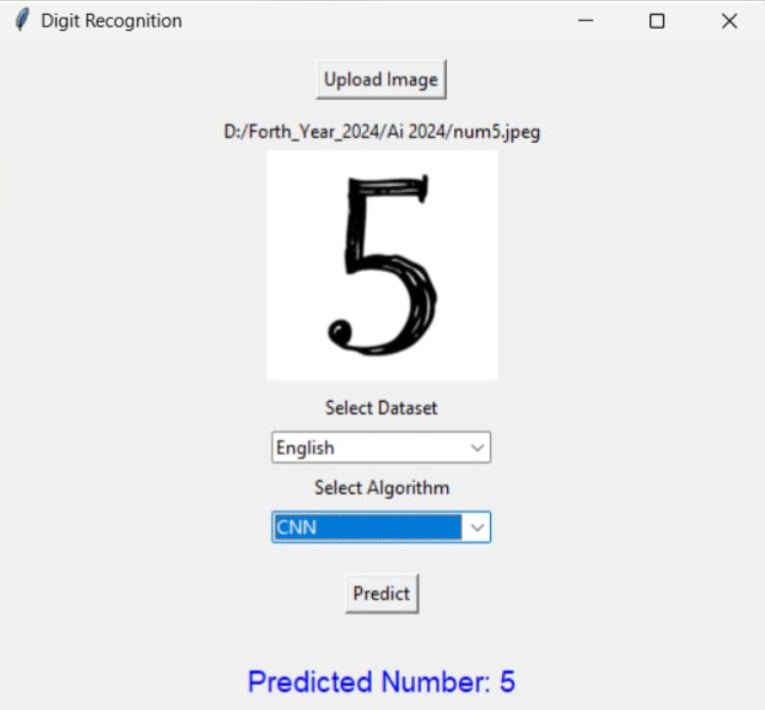 Digit Recognition
Upload Image
D:/Forth_Year_2024/Ai 2024/num5.jpeg
5
Select Dataset
English
Select Algorithm
CNN
Predict
Predicted Number: 5